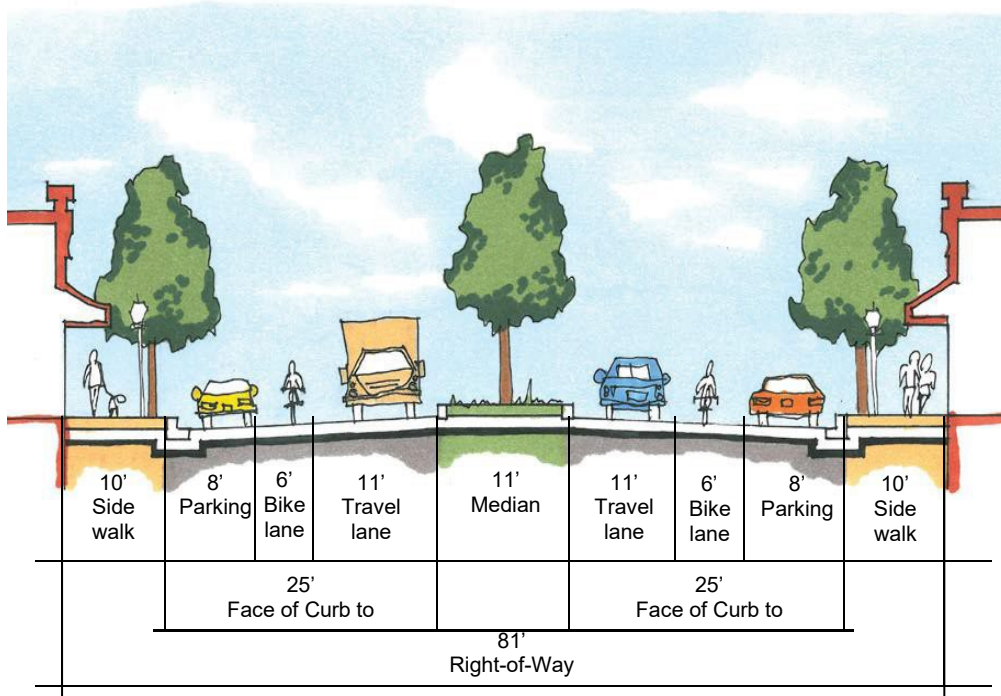 10’
Side
walk
8’
Parking
6’
Bike
lane
11’
Travel
lane
11’
Median
11’
Travel
lane
6’
Bike
lane
8’
Parking
10’
Side
walk
25’
Face of Curb to
25’
Face of Curb to
81’
Right-of-Way